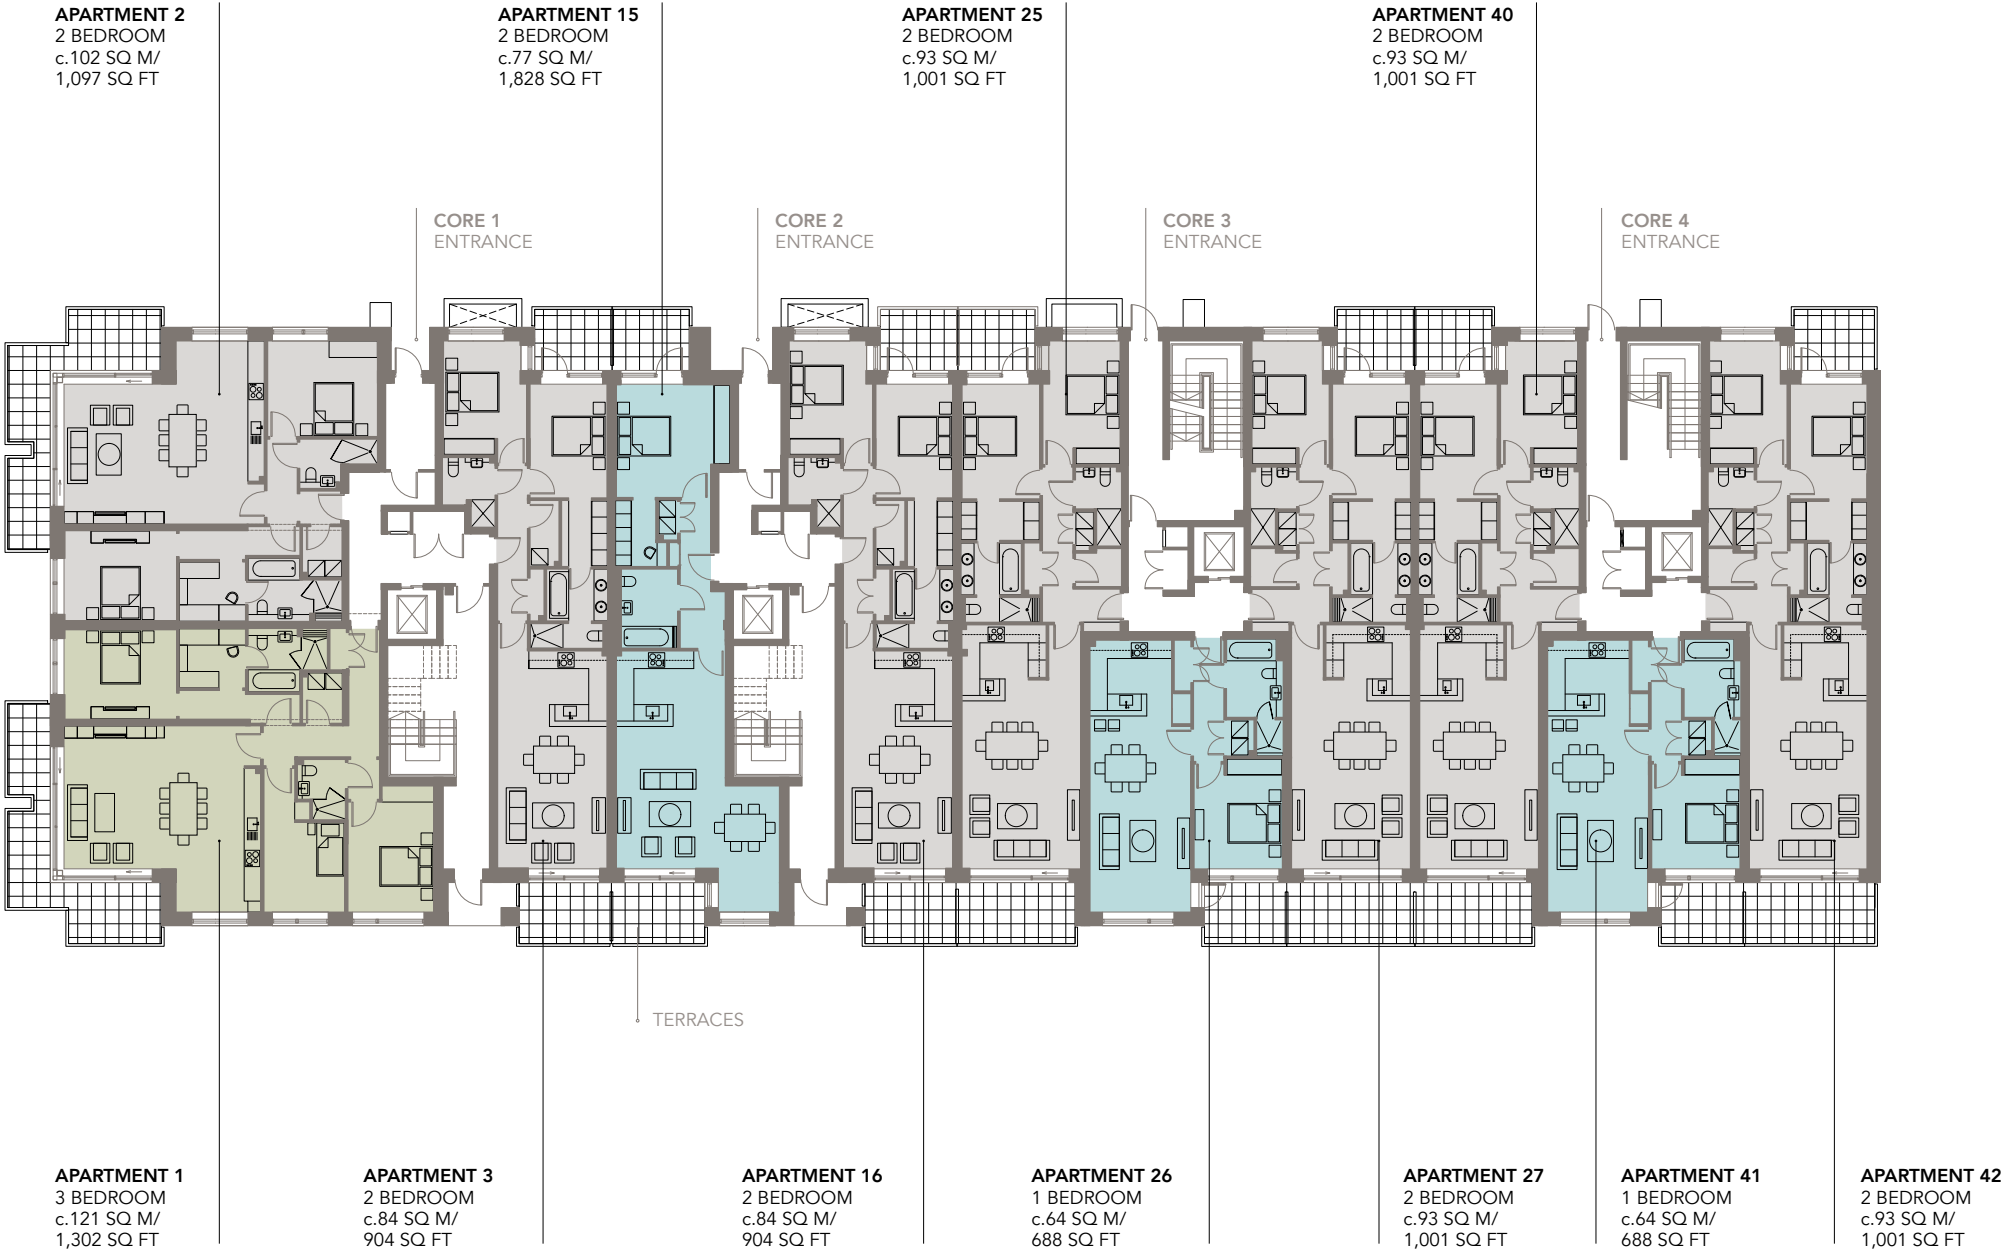 APARTMENT 2
2 BEDROOM
c.102 SQ M/
1,097 SQ FT
APARTMENT 15
2 BEDROOM
c.77 SQ M/
1,828 SQ FT
APARTMENT 25
2 BEDROOM
c.93 SQ M/
1,001 SQ FT
APARTMENT 40
2 BEDROOM
c.93 SQ M/
1,001 SQ FT
CORE 1
ENTRANCE
CORE 2
ENTRANCE
CORE 3
ENTRANCE
CORE 4
ENTRANCE
TERRACES
APARTMENT 1
3 BEDROOM
c.121 SQ M/
1,302 SQ FT
APARTMENT 3
2 BEDROOM
c.84 SQ M/
904 SQ FT
APARTMENT 16
2 BEDROOM
c.84 SQ M/
904 SQ FT
APARTMENT 26
1 BEDROOM
c.64 SQ M/
688 SQ FT
APARTMENT 27
2 BEDROOM
c.93 SQ M/
1,001 SQ FT
APARTMENT 41
1 BEDROOM
c.64 SQ M/
688 SQ FT
APARTMENT 42
2 BEDROOM
c.93 SQ M/
1,001 SQ FT